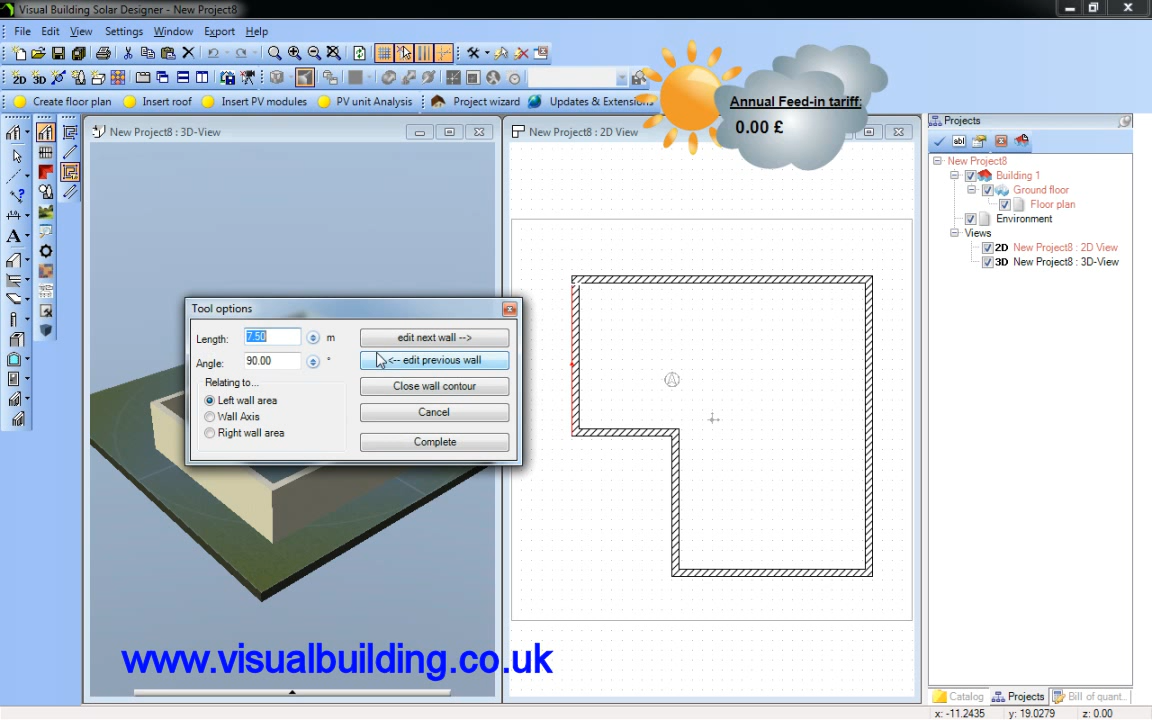 Visual Building Solar Designer - New Project8
File Edit View Settings Window Export Help
2D 3D
Create floor plan Insert roof Insert PV modules PV unit Analysis Project wizard Updates &
Annual Feed-in tariff:
0.00 £
New Project8 : 3D-View
New Project8 : 2D View
Projects
abl
New Project8
Building 1
Ground floor
Floor plan
Environment
Views
2D New Project8 : 2D View
3D New Project8 : 3D-View
A
Tool options
Length: 7.50 m
Angle: 90.00 °
Relating to...
Left wall area
Wall Axis
Right wall area
edit next wall -->
<-- edit previous wall
Close wall contour
Cancel
Complete
www.visualbuilding.co.uk
Catalog Projects Bill of quant...
x: -11.2435 y: 19.0279 z: 0.00